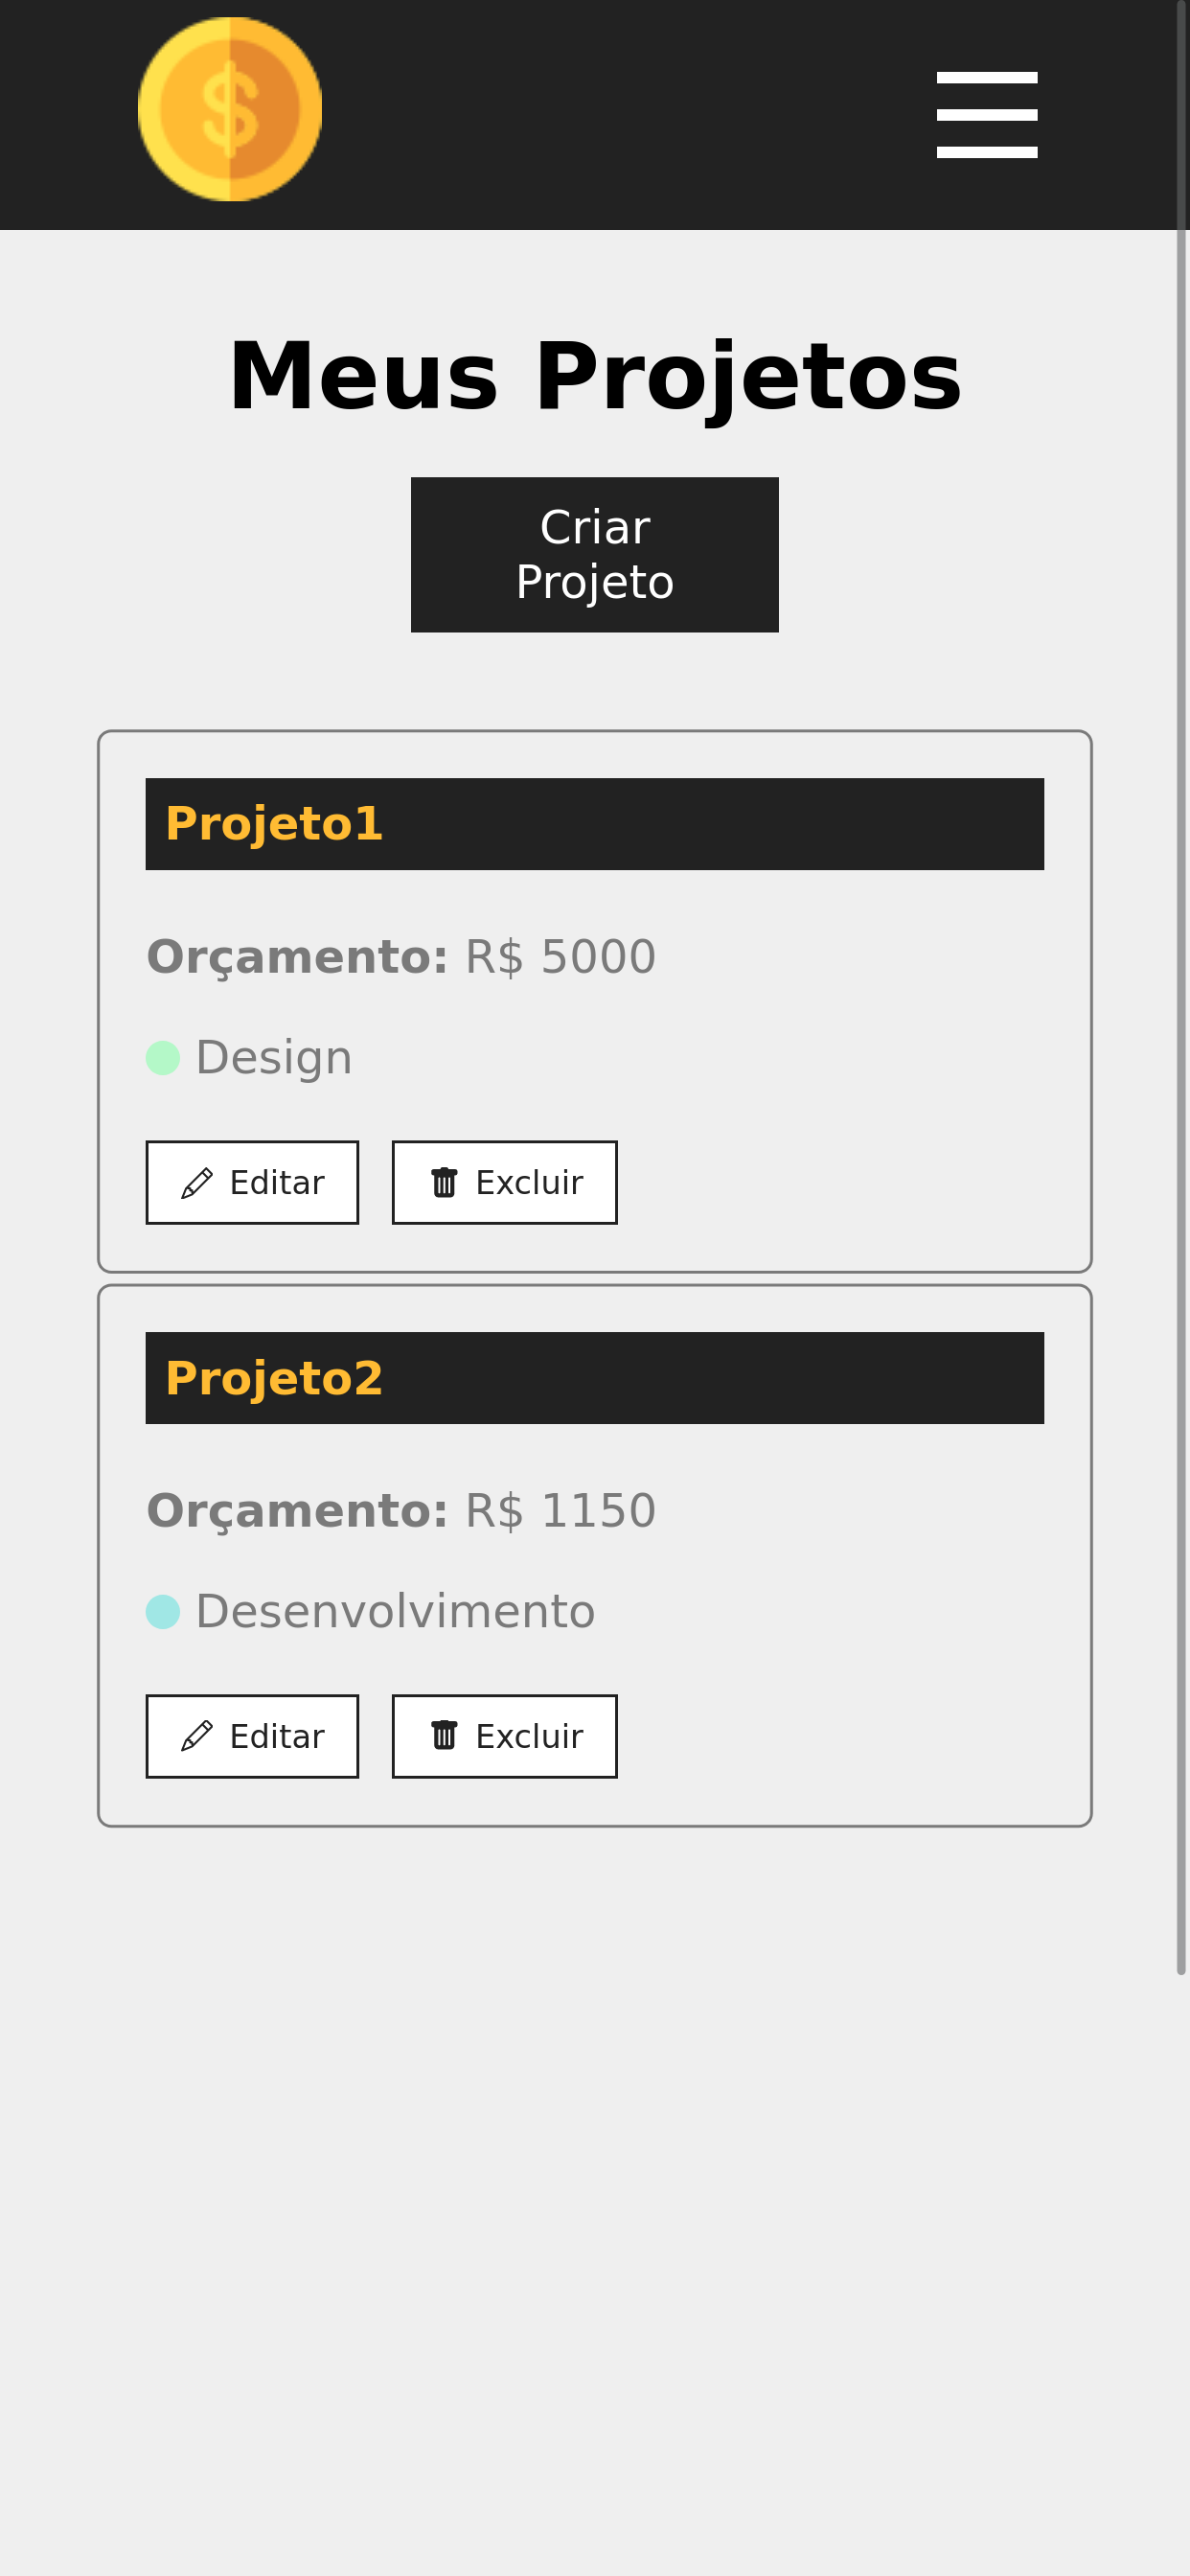 $
Meus Projetos
Criar
Projeto
Projeto1
Orçamento: R$ 5000
Design
Editar Excluir
Projeto2
Orçamento: R$ 1150
Desenvolvimento
Editar Excluir